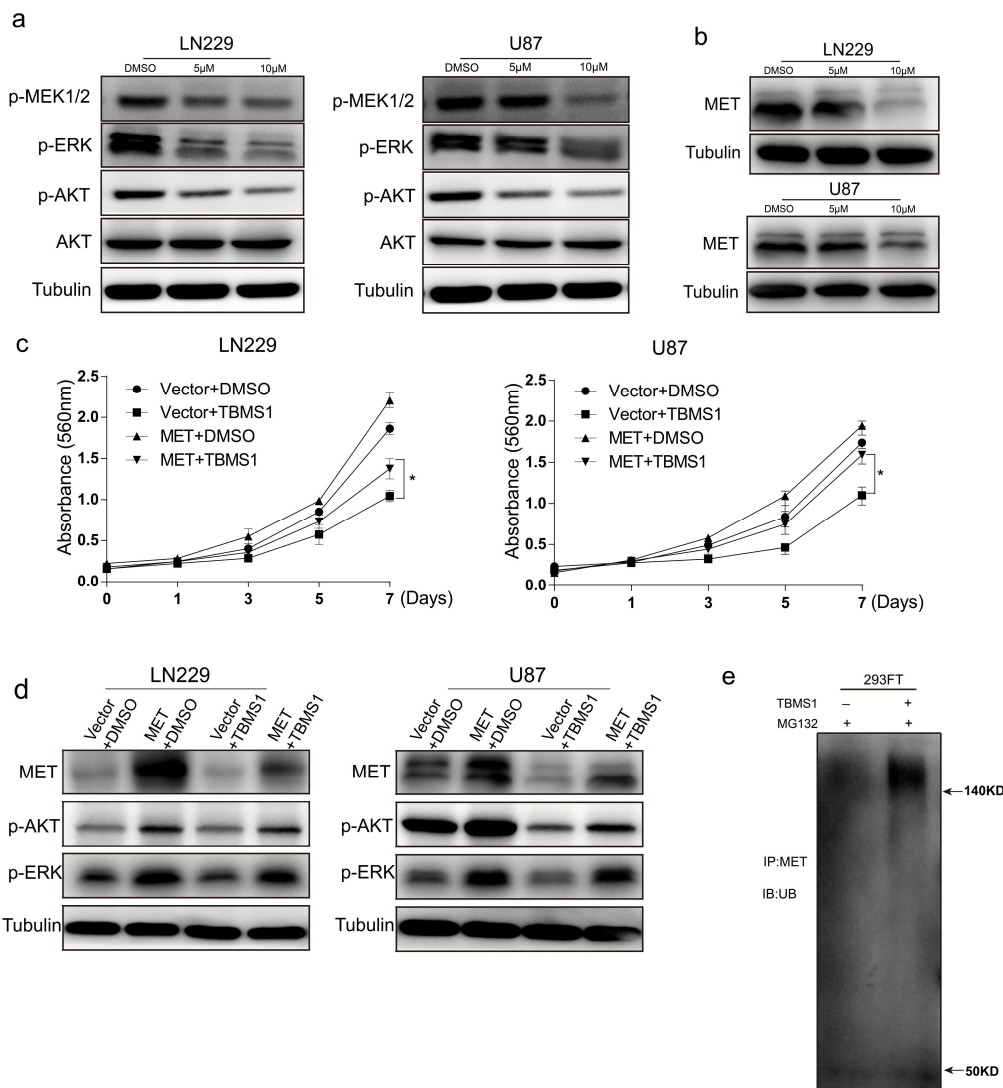 a
LN229
DMSO 5μM 10μM
p-MEK1/2
p-ERK
p-AKT
AKT
Tubulin
U87
DMSO 5μM 10μM
p-MEK1/2
p-ERK
p-AKT
AKT
Tubulin
b
LN229
DMSO 5μM 10μM
MET
Tubulin
U87
DMSO 5μM 10μM
MET
Tubulin
c
LN229
Absorbance (560nm)
2.5
2.0
1.5
1.0
0.5
0.0
Vector+DMSO
Vector+TBMS1
MET+DMSO
MET+TBMS1
*
0 1 3 5 7 (Days)
U87
Absorbance (560nm)
2.5
2.0
1.5
1.0
0.5
0.0
Vector+DMSO
Vector+TBMS1
MET+DMSO
MET+TBMS1
*
0 1 3 5 7 (Days)
d
LN229
Vector
+DMSO
MET
+DMSO
Vector
+TBMS1
MET
+TBMS1
MET
p-AKT
p-ERK
Tubulin
U87
Vector
+DMSO
MET
+DMSO
Vector
+TBMS1
MET
+TBMS1
MET
p-AKT
p-ERK
Tubulin
e
293FT
TBMS1 – +
MG132 + +
140KD
IP:MET
IB:UB
50KD